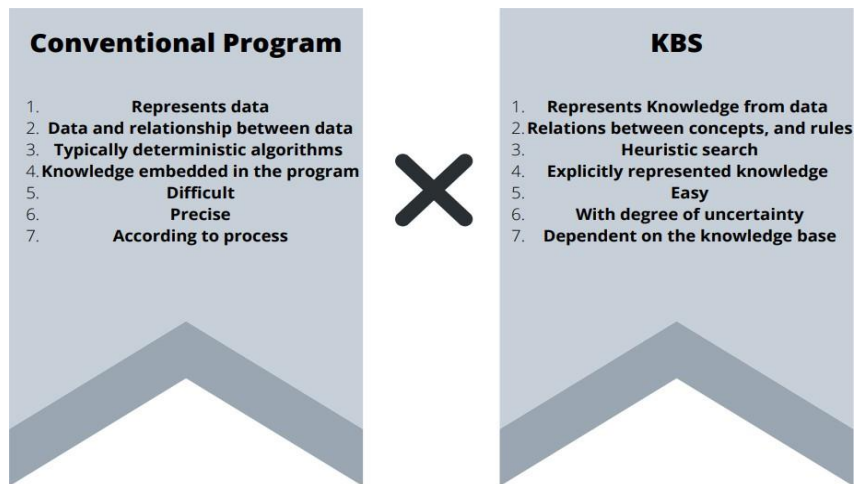 Conventional Program
1. Represents data
2. Data and relationship between data
3. Typically deterministic algorithms
4. Knowledge embedded in the program
5. Difficult
6. Precise
7. According to process
KBS
1. Represents Knowledge from data
2. Relations between concepts, and rules
3. Heuristic search
4. Explicitly represented knowledge
5. Easy
6. With degree of uncertainty
7. Dependent on the knowledge base